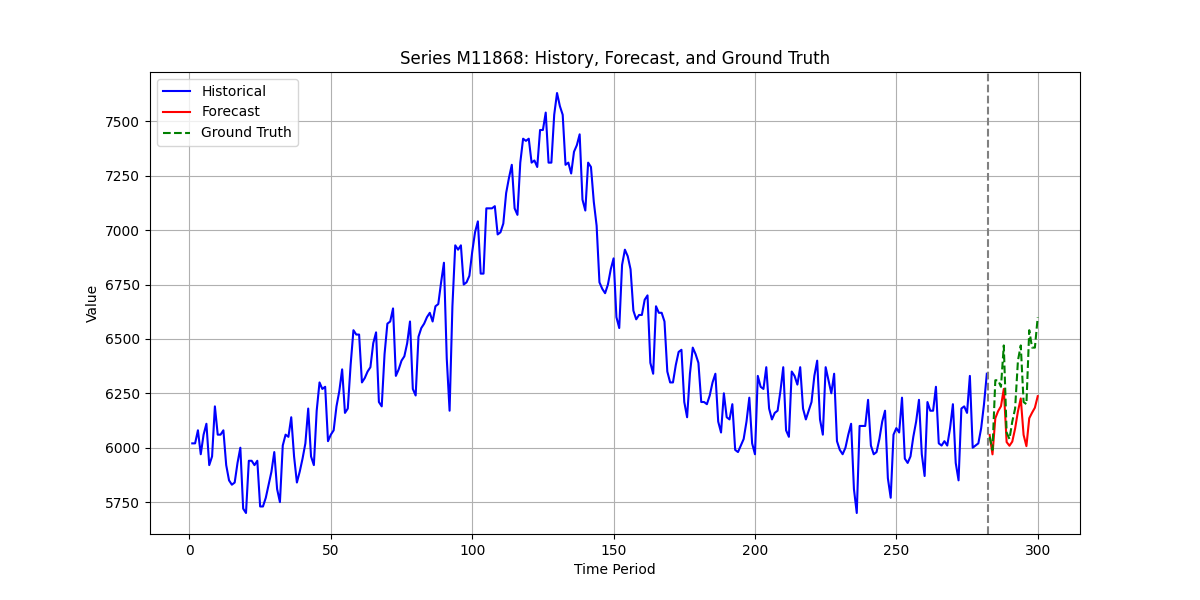 Series M11868: History, Forecast, and Ground Truth
Historical
Forecast
Ground Truth
7500
7250
7000
6750
6500
6250
6000
5750
Value
0 50 100 150 200 250 300
Time Period